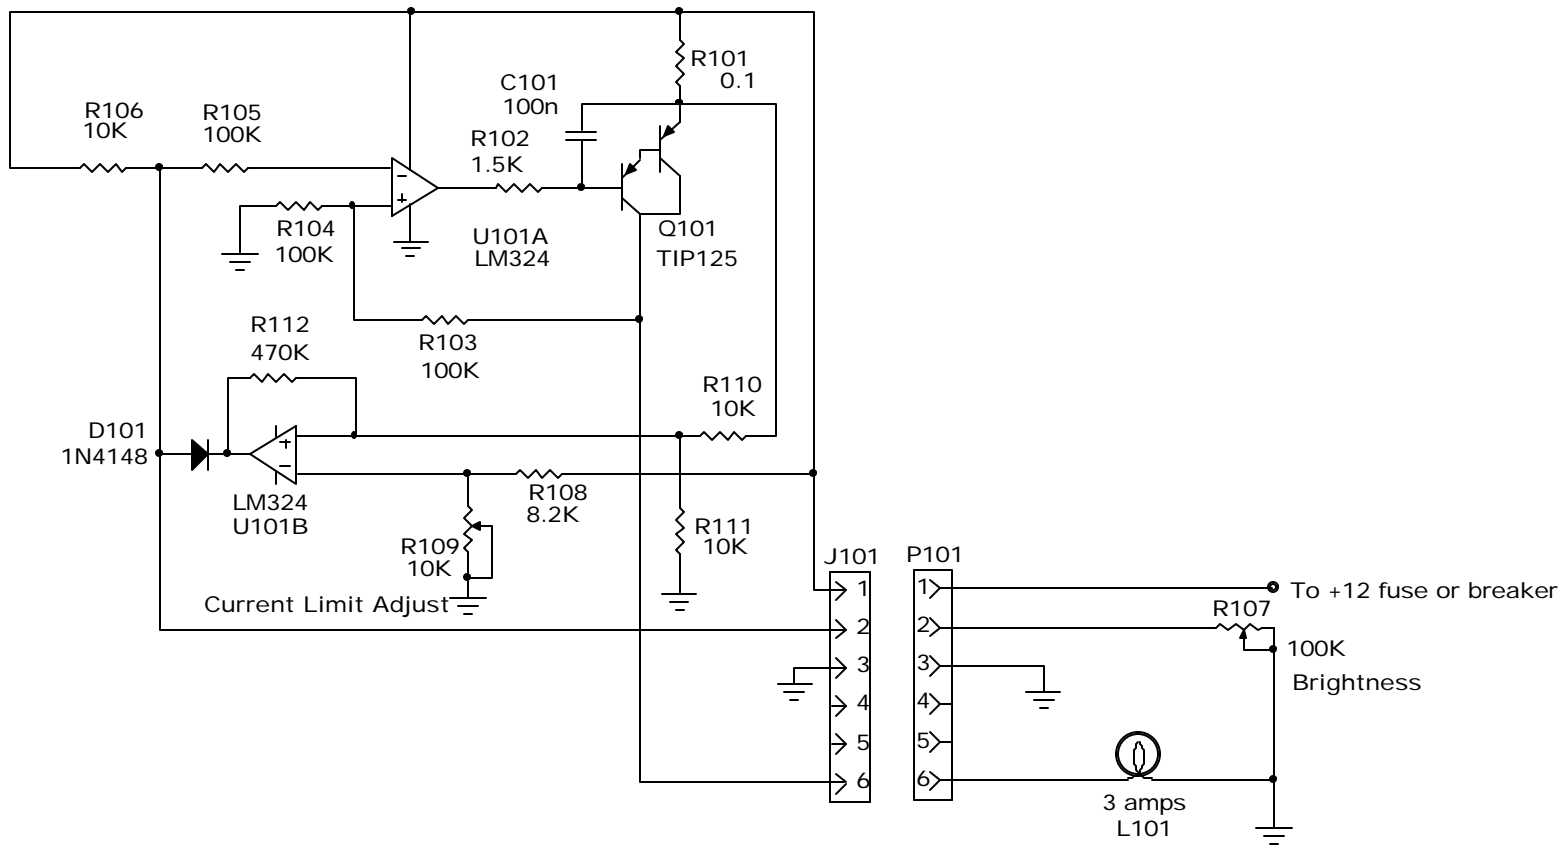 R101
0.1
C101
100n
R106
10K
R105
100K
R102
1.5K
−
+
R104
100K
U101A
LM324
Q101
TIP125
R112
470K
R103
100K
R110
10K
D101
1N4148
+
−
LM324
U101B
R108
8.2K
R109
10K
R111
10K
Current Limit Adjust
J101
1
2
3
4
5
6
P101
1
2
3
4
5
6
To +12 fuse or breaker
R107
100K
Brightness
3 amps
L101